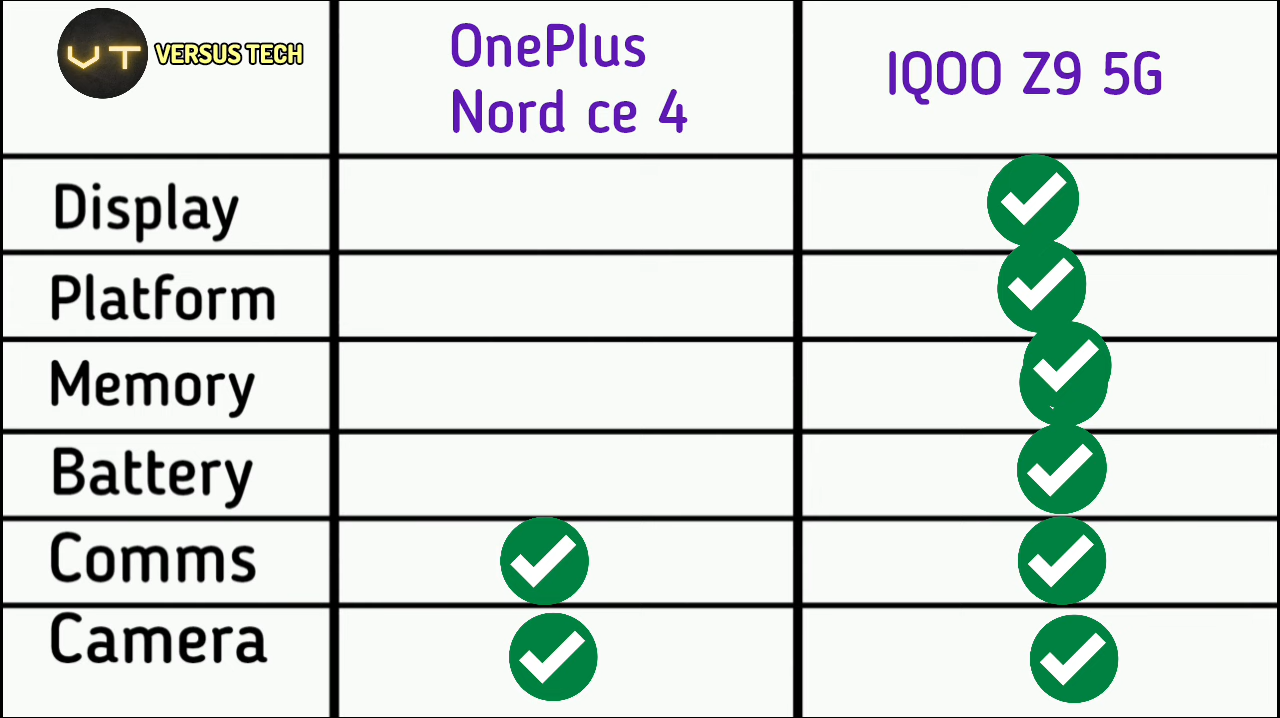 VT VERSUS TECH
OnePlus
Nord ce 4
IQOO Z9 5G
Display
Platform
Memory
Battery
Comms
Camera